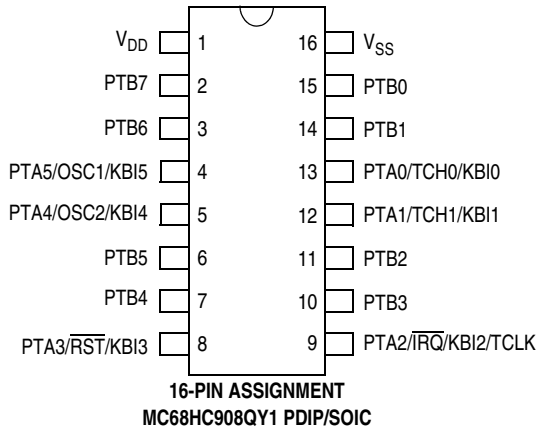 VDD 1 16 VSS
PTB7 2 15 PTB0
PTB6 3 14 PTB1
PTA5/OSC1/KBI5 4 13 PTA0/TCH0/KBI0
PTA4/OSC2/KBI4 5 12 PTA1/TCH1/KBI1
PTB5 6 11 PTB2
PTB4 7 10 PTB3
PTA3/RST/KBI3 8 9 PTA2/IRQ/KBI2/TCLK
16-PIN ASSIGNMENT
MC68HC908QY1 PDIP/SOIC